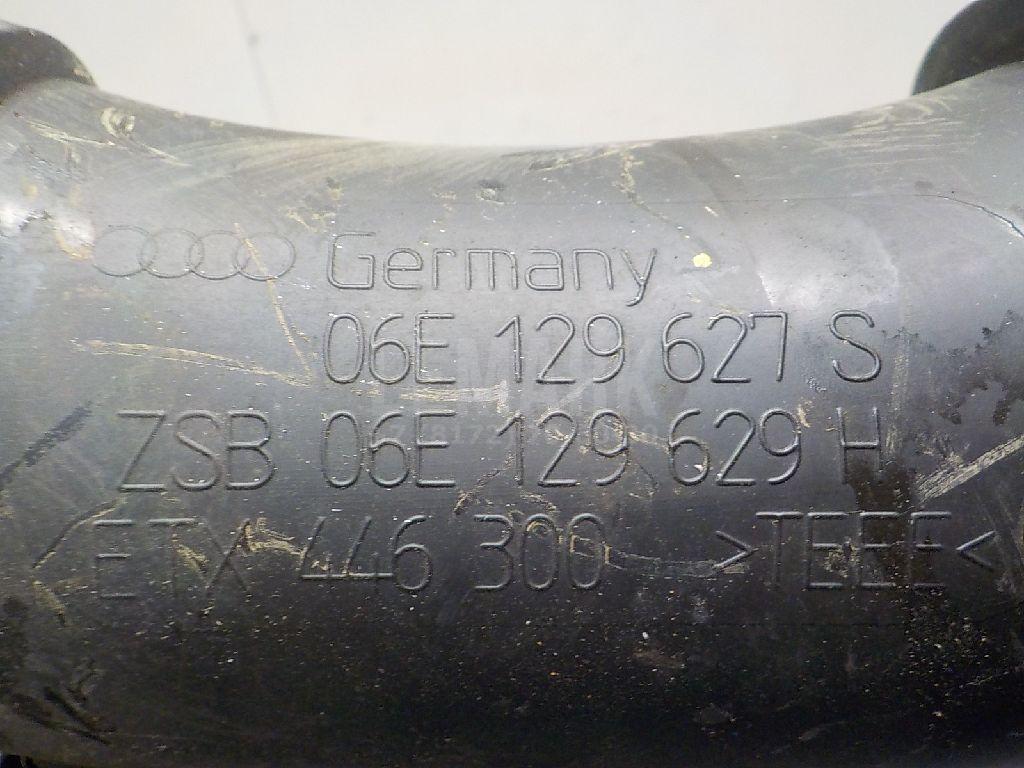 Germany
06E 129 627 S
ZSB 06E 129 629 H
ETX 446 300 >TEEE<